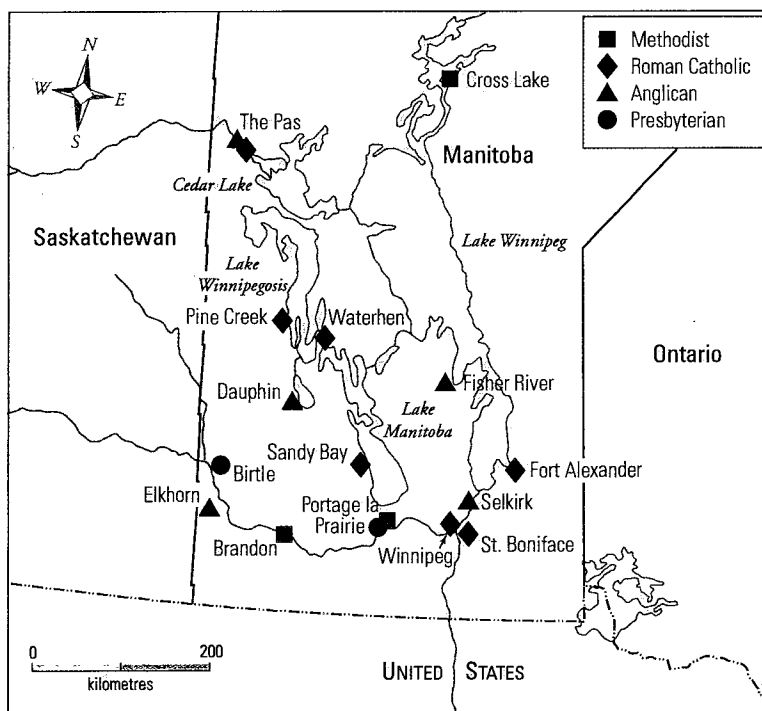 Methodist
Roman Catholic
Anglican
Presbyterian
N
W
E
S
The Pas
Cross Lake
Manitoba
Cedar Lake
Saskatchewan
Lake
Winnipegosis
Lake Winnipeg
Pine Creek
Waterhen
Ontario
Dauphin
Fisher River
Lake
Manitoba
Sandy Bay
Birtle
Fort Alexander
Elkhorn
Portage la
Prairie
Selkirk
Brandon
Winnipeg
St. Boniface
0
200
kilometres
UNITED STATES